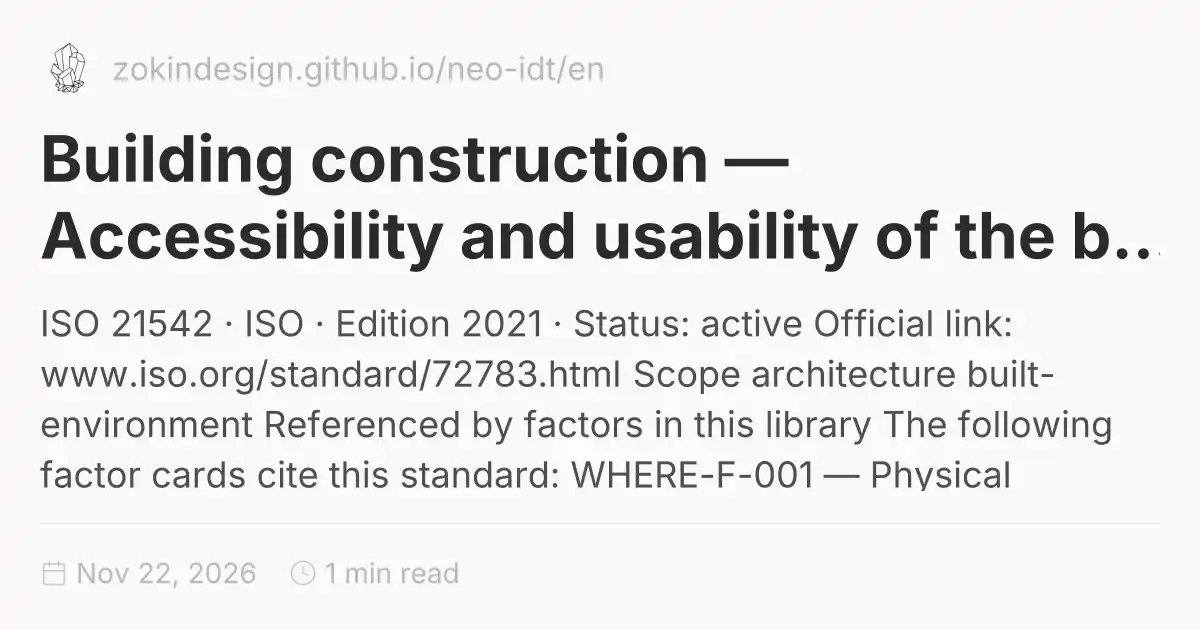 zokindesign.github.io/neo-idt/en
Building construction —
Accessibility and usability of the b...
ISO 21542 · ISO · Edition 2021 · Status: active Official link:
www.iso.org/standard/72783.html Scope architecture built-
environment Referenced by factors in this library The following
factor cards cite this standard: WHERE-F-001 — Physical
Nov 22, 2026 1 min read